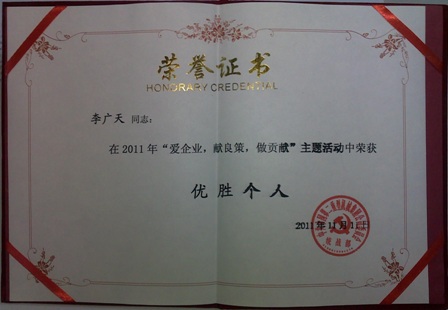 荣誉证书
HONORARY CREDENTIAL
李广天 同志:
在2011年“爱企业,献良策,做贡献”主题活动中荣获
优胜个人
2011年11月1日